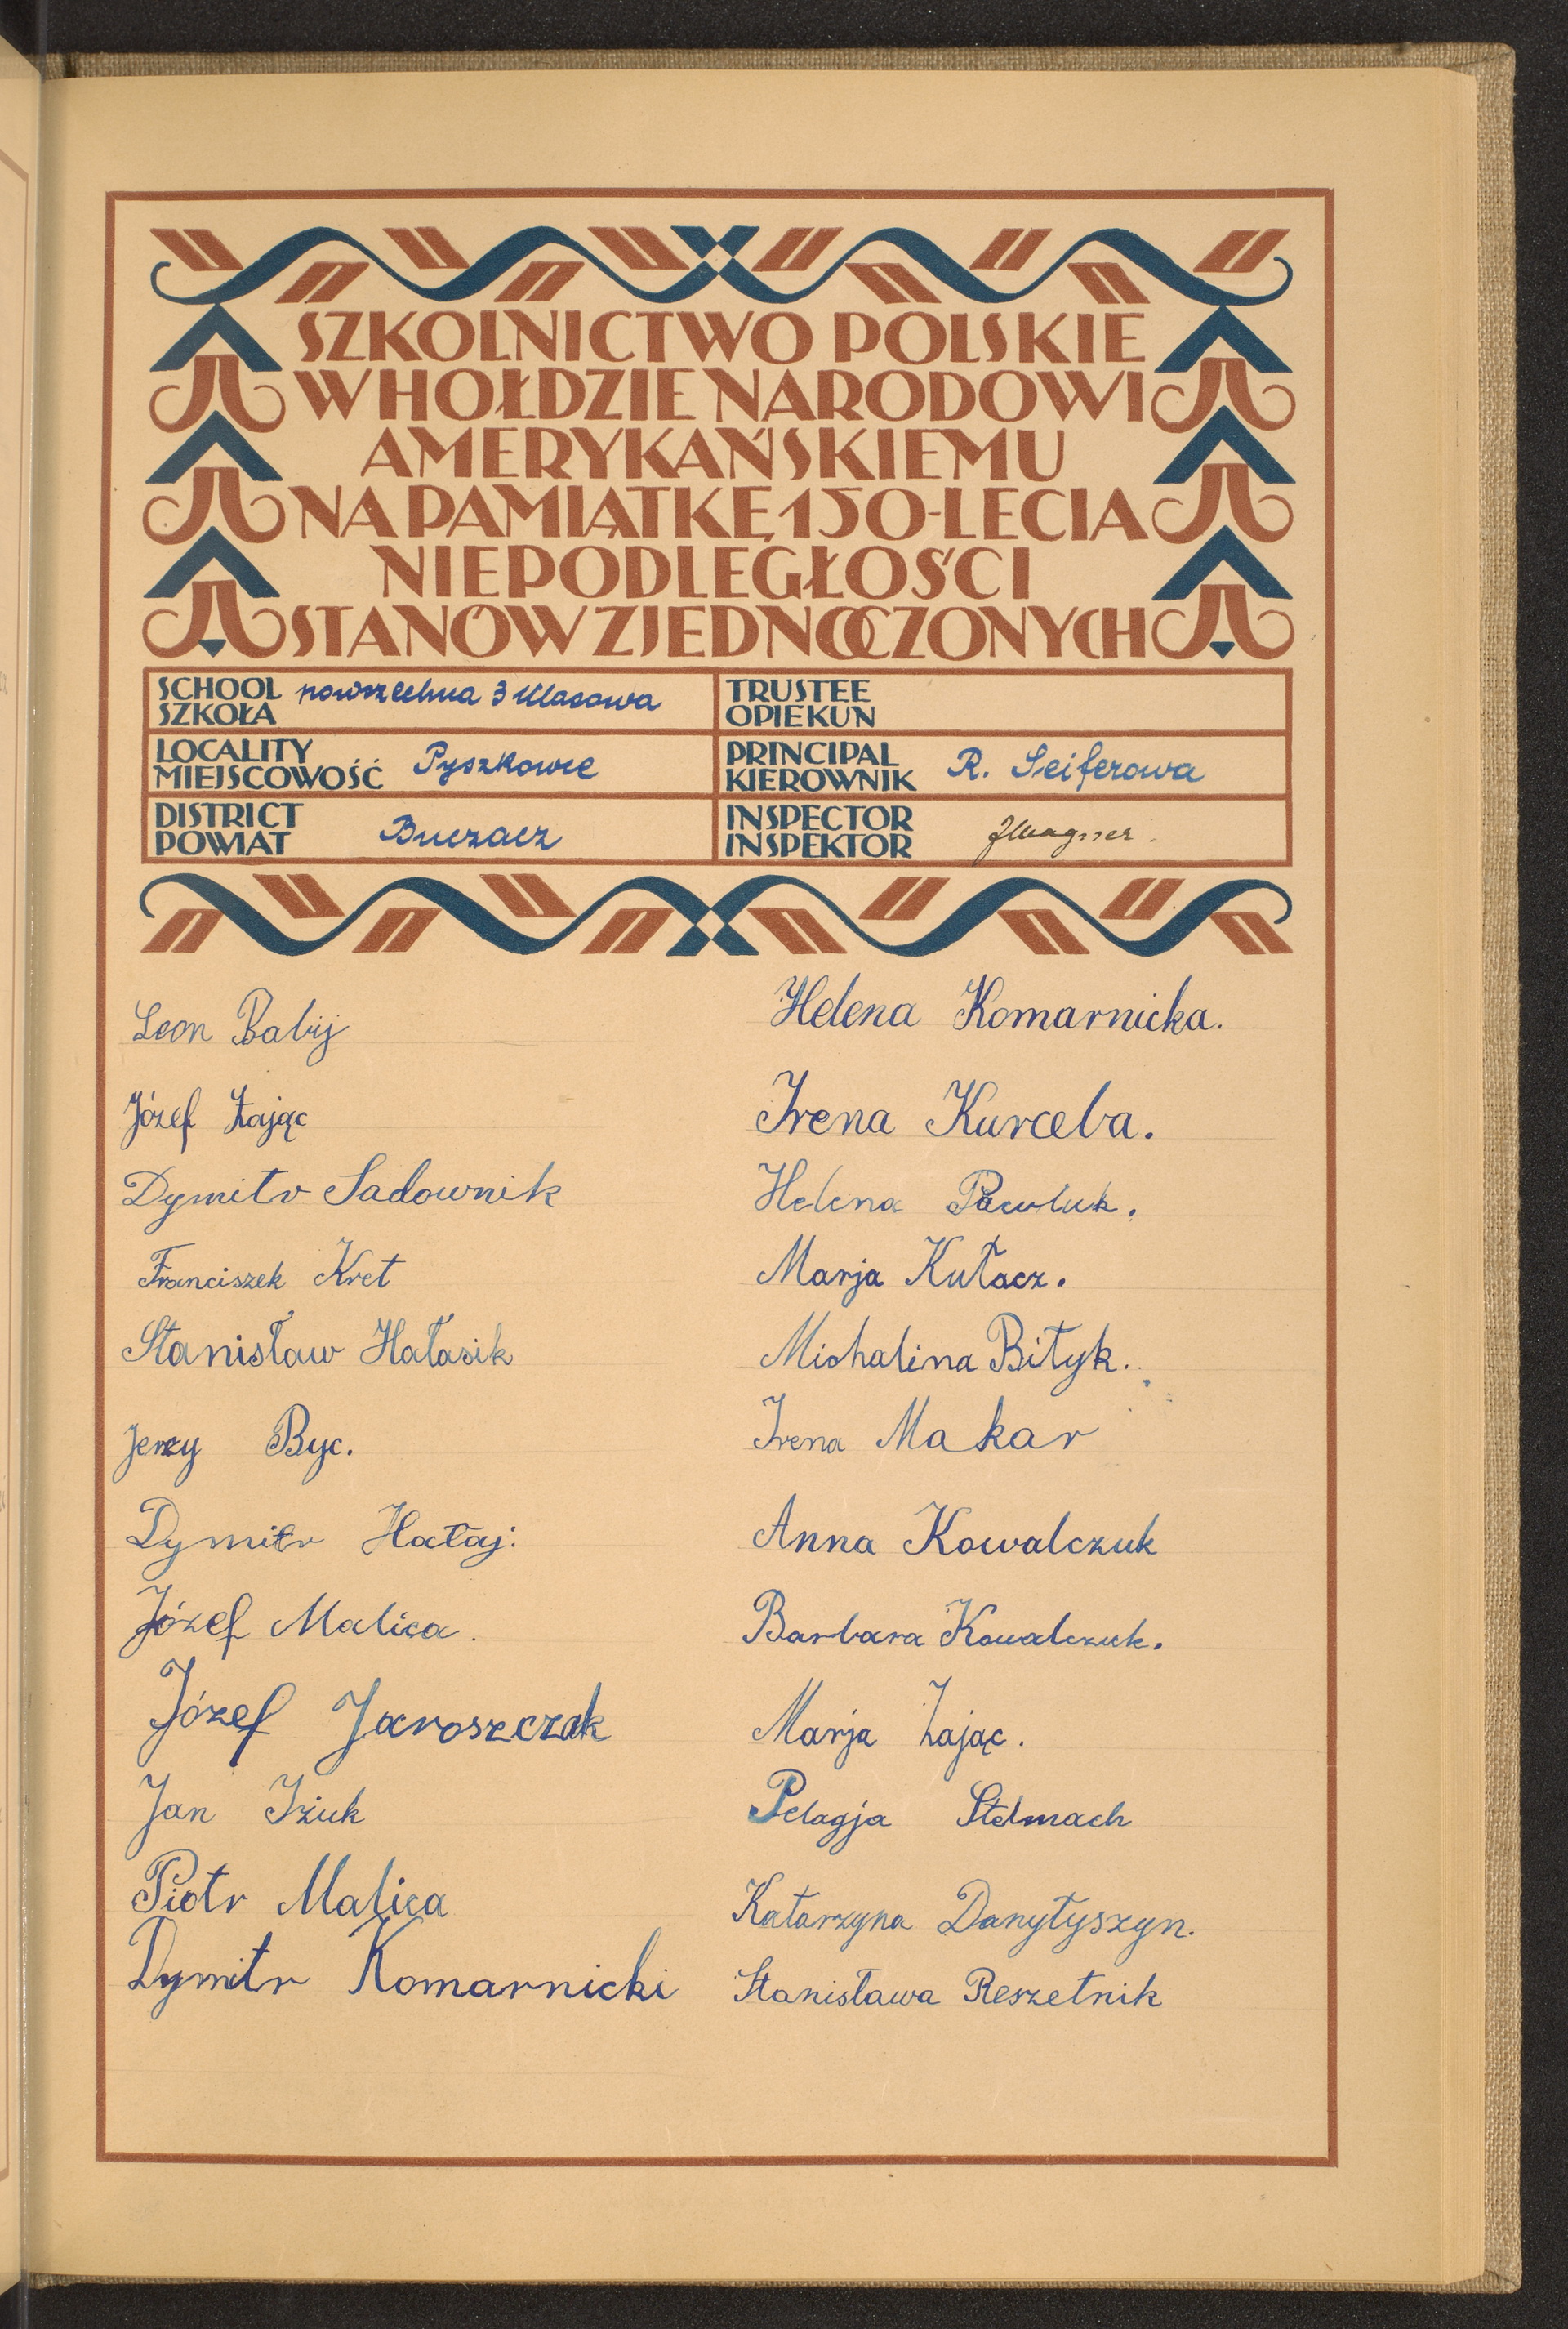 SZKOLNICTWO POLSKIE
W HOŁDZIE NARODOWI
AMERYKAŃSKIEMU
NA PAMIĄTKĘ 150-LECIA
NIEPODLEGŁOŚCI
STANÓW ZJEDNOCZONYCH
SCHOOL
SZKOŁA
powszechna 3 klasowa
TRUSTEE
OPIEKUN
LOCALITY
MIEJSCOWOŚĆ
Pyszkowce
PRINCIPAL
KIEROWNIK
R. Seiferowa
DISTRICT
POWIAT
Buczacz
INSPECTOR
INSPEKTOR
Leon Babij
Józef Zając
Dymitr Sadownik
Franciszek Kret
Stanisław Hałasik
Jerzy Byc.
Dymitr Hałaj.
Józef Malica.
Józef Jaroszczak
Jan Iziuk
Piotr Malica
Dymitr Komarnicki
Helena Komarnicka.
Irena Kurceba.
Helena Pawluk.
Marja Kułacz.
Michalina Biłyk.
Irena Makar
Anna Kowalczuk
Barbara Kowalczuk.
Marja Zając.
Pelagja Stelmach
Katarzyna Danyłyszyn.
Stanisława Reszetnik